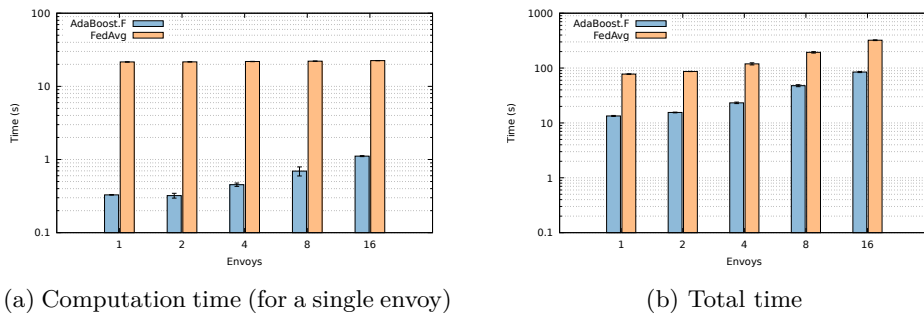 100
10
1
0.1
Time (s)
AdaBoost.F
FedAvg
1 2 4 8 16
Envoys
(a) Computation time (for a single envoy)
1000
100
10
1
0.1
Time (s)
AdaBoost.F
FedAvg
1 2 4 8 16
Envoys
(b) Total time